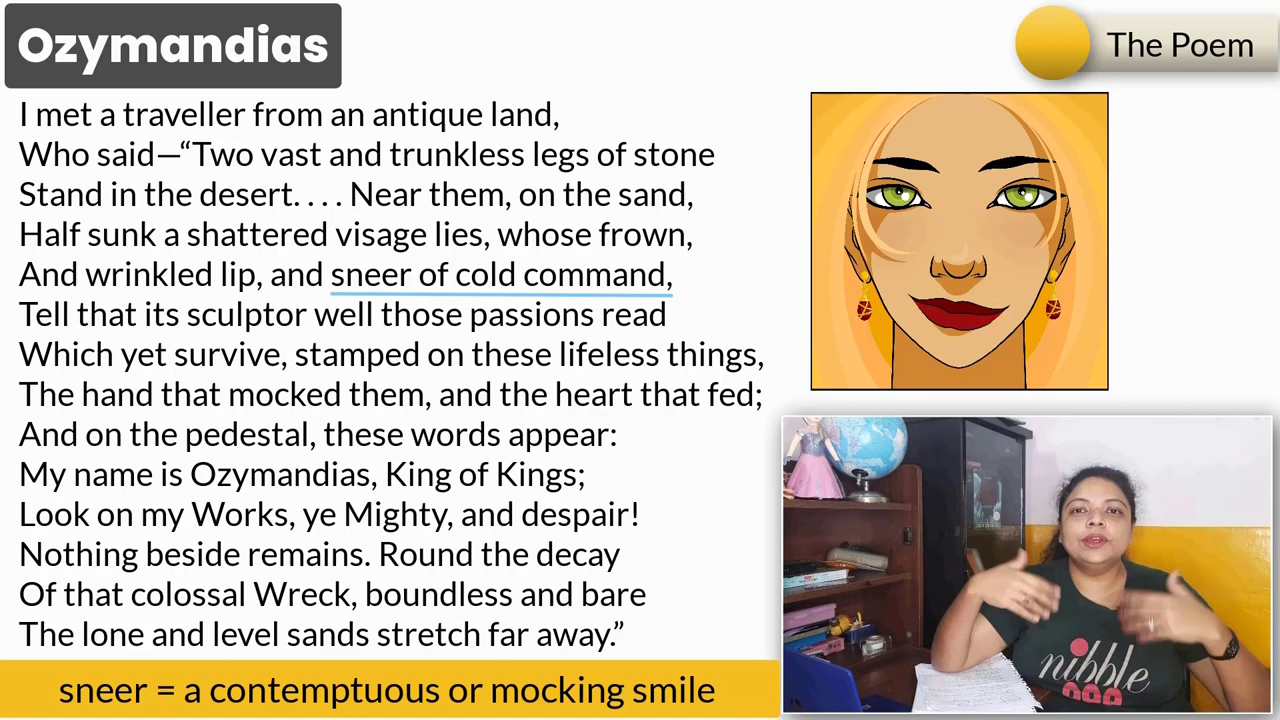 Ozymandias
The Poem
I met a traveller from an antique land,
Who said—“Two vast and trunkless legs of stone
Stand in the desert. . . . Near them, on the sand,
Half sunk a shattered visage lies, whose frown,
And wrinkled lip, and sneer of cold command,
Tell that its sculptor well those passions read
Which yet survive, stamped on these lifeless things,
The hand that mocked them, and the heart that fed;
And on the pedestal, these words appear:
My name is Ozymandias, King of Kings;
Look on my Works, ye Mighty, and despair!
Nothing beside remains. Round the decay
Of that colossal Wreck, boundless and bare
The lone and level sands stretch far away.”
sneer = a contemptuous or mocking smile
nibble